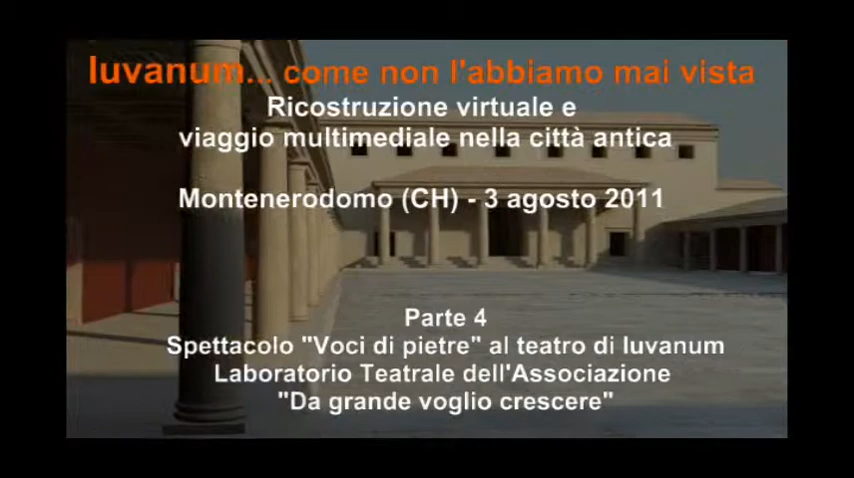 Iuvanum... come non l'abbiamo mai vista
Ricostruzione virtuale e
viaggio multimediale nella città antica
Montenerodomo (CH) - 3 agosto 2011
Parte 4
Spettacolo "Voci di pietre" al teatro di Iuvanum
Laboratorio Teatrale dell'Associazione
"Da grande voglio crescere"